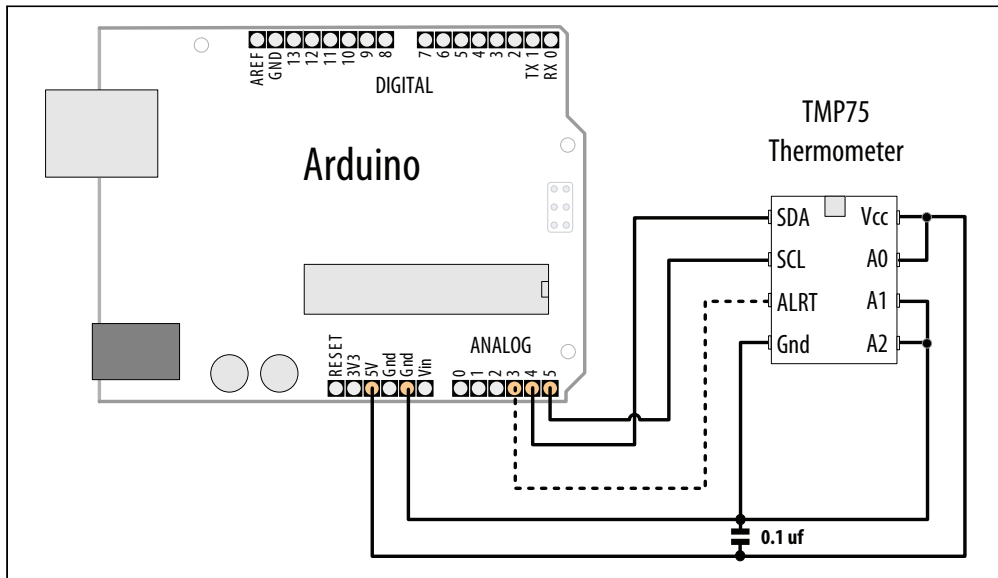 AREF
GND
13
12
11
10
9
8
7
6
5
4
3
2
TX 1
RX 0
DIGITAL
Arduino
TMP75
Thermometer
SDA
Vcc
SCL
A0
ALRT
A1
Gnd
A2
ANALOG
RESET
3V3
5V
Gnd
Gnd
Vin
0
1
2
3
4
5
0.1 uf